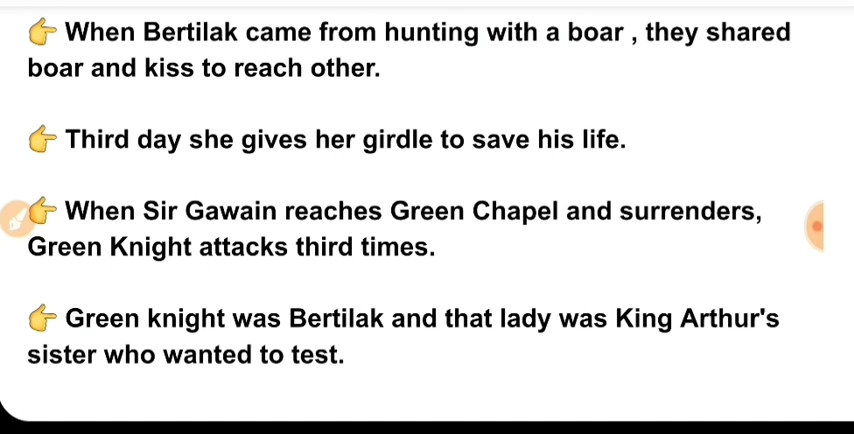 👉 When Bertilak came from hunting with a boar , they shared
boar and kiss to reach other.
👉 Third day she gives her girdle to save his life.
👉 When Sir Gawain reaches Green Chapel and surrenders,
Green Knight attacks third times.
👉 Green knight was Bertilak and that lady was King Arthur's
sister who wanted to test.